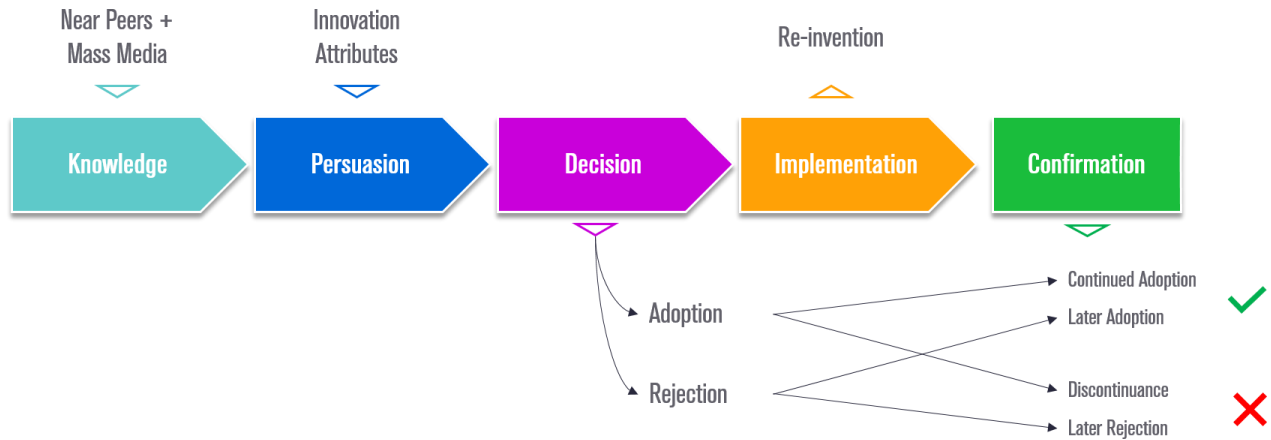 Near Peers +
Mass Media
Innovation
Attributes
Re-invention
Knowledge
Persuasion
Decision
Implementation
Confirmation
Adoption
Rejection
Continued Adoption
Later Adoption
Discontinuance
Later Rejection